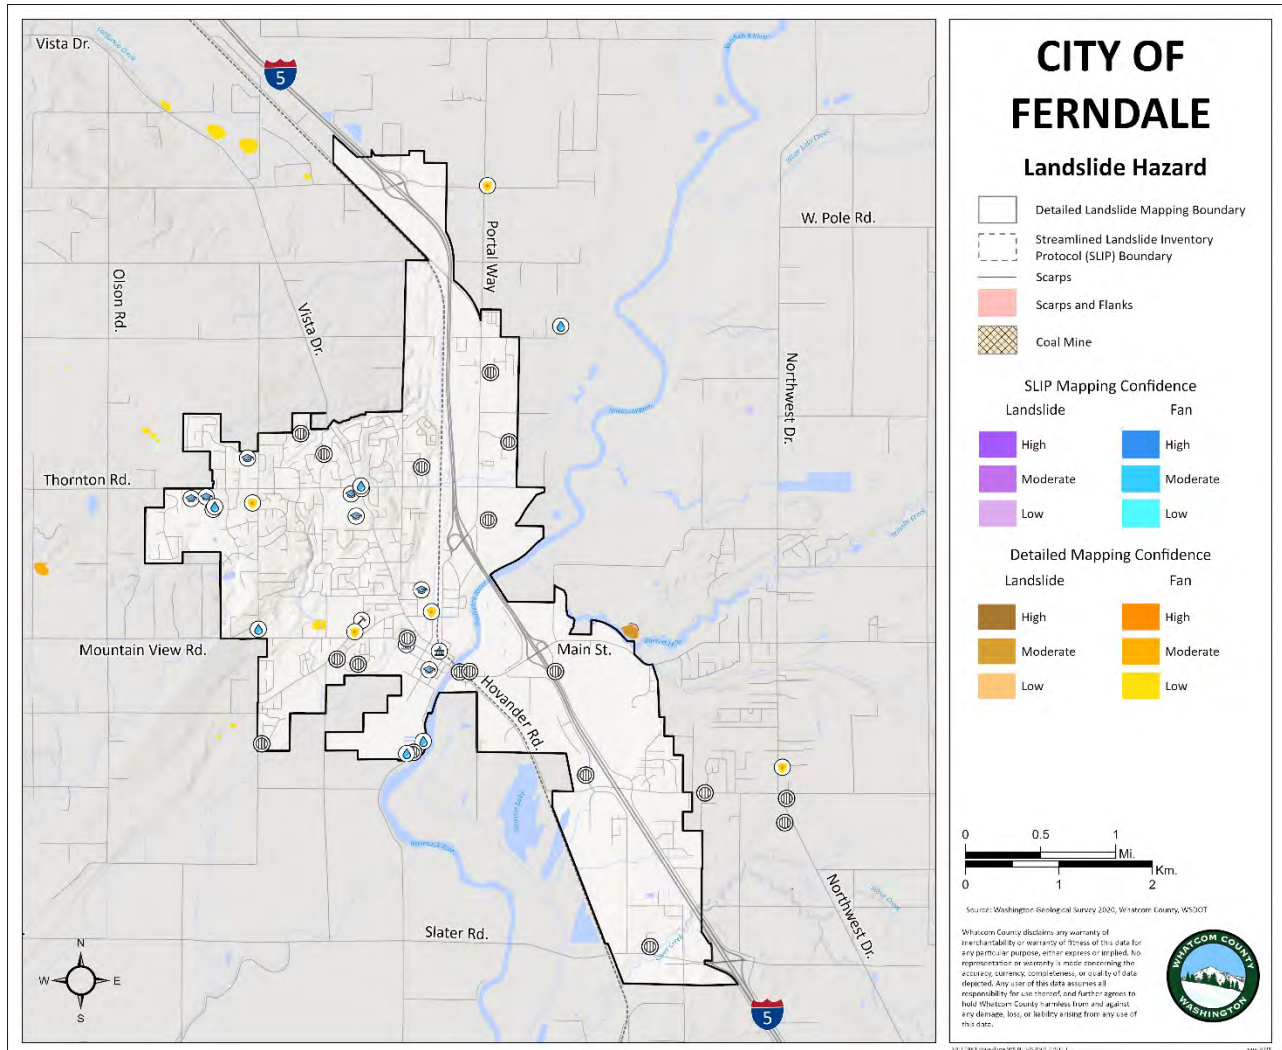 Vista Dr.
5
W. Pole Rd.
Portal Way
Olson Rd.
Vista Dr.
Northwest Dr.
Thornton Rd.
Mountain View Rd.
Main St.
Hovander Rd.
Slater Rd.
Northwest Dr.
N
W
E
S
5
CITY OF
FERNDALE
Landslide Hazard
Detailed Landslide Mapping Boundary
Streamlined Landslide Inventory
Protocol (SLIP) Boundary
Scarps
Scarps and Flanks
Coal Mine
SLIP Mapping Confidence
Landslide Fan
High High
Moderate Moderate
Low Low
Detailed Mapping Confidence
Landslide Fan
High High
Moderate Moderate
Low Low
0 0.5 1
Mi.
Km.
0 1 2
Source: Washington Geological Survey 2020, Whatcom County, WSDOT
Whatcom County disclaims any warranty of
merchantability or warranty of fitness of this data for
any particular purpose, either express or implied. No
representation or warranty is made concerning the
accuracy, currency, completeness, or quality of data
depicted. Any user of this data assumes all
responsibility for use thereof, and further agrees to
hold Whatcom County harmless from and against
any damage, loss, or liability arising from any use of
this data.
WHATCOM COUNTY
WASHINGTON